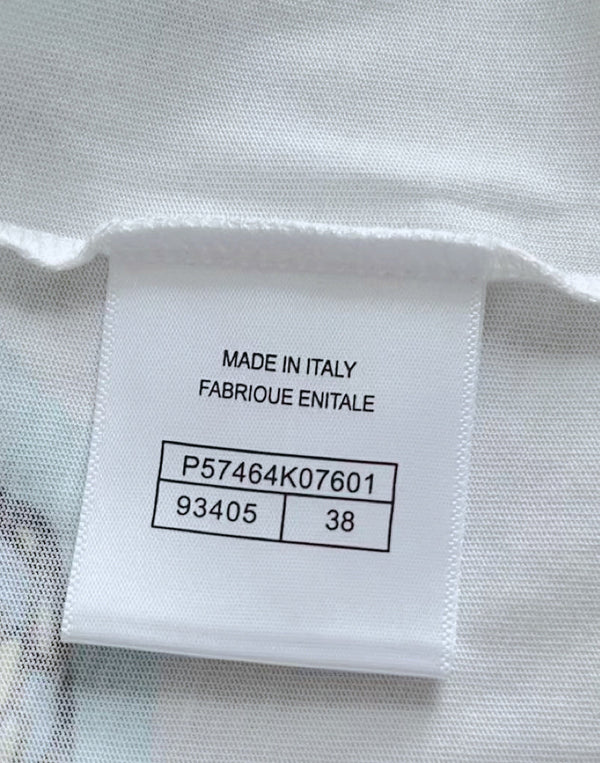 MADE IN ITALY
FABRIOUE ENITALE
P57464K07601
93405 38